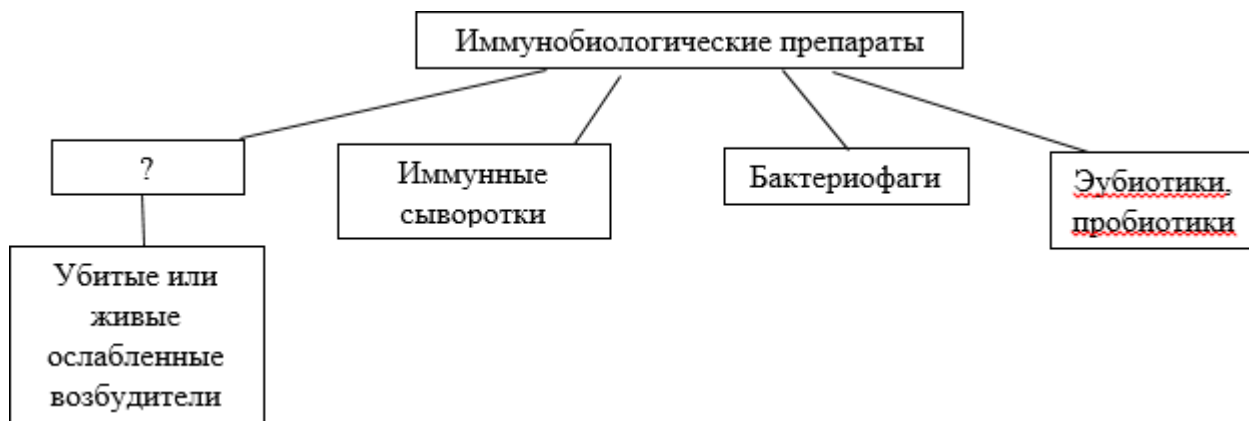 Иммунобиологические препараты
?
Иммунные
сыворотки
Бактериофаги
Эубиотики,
пробиотики
Убитые или
живые
ослабленные
возбудители